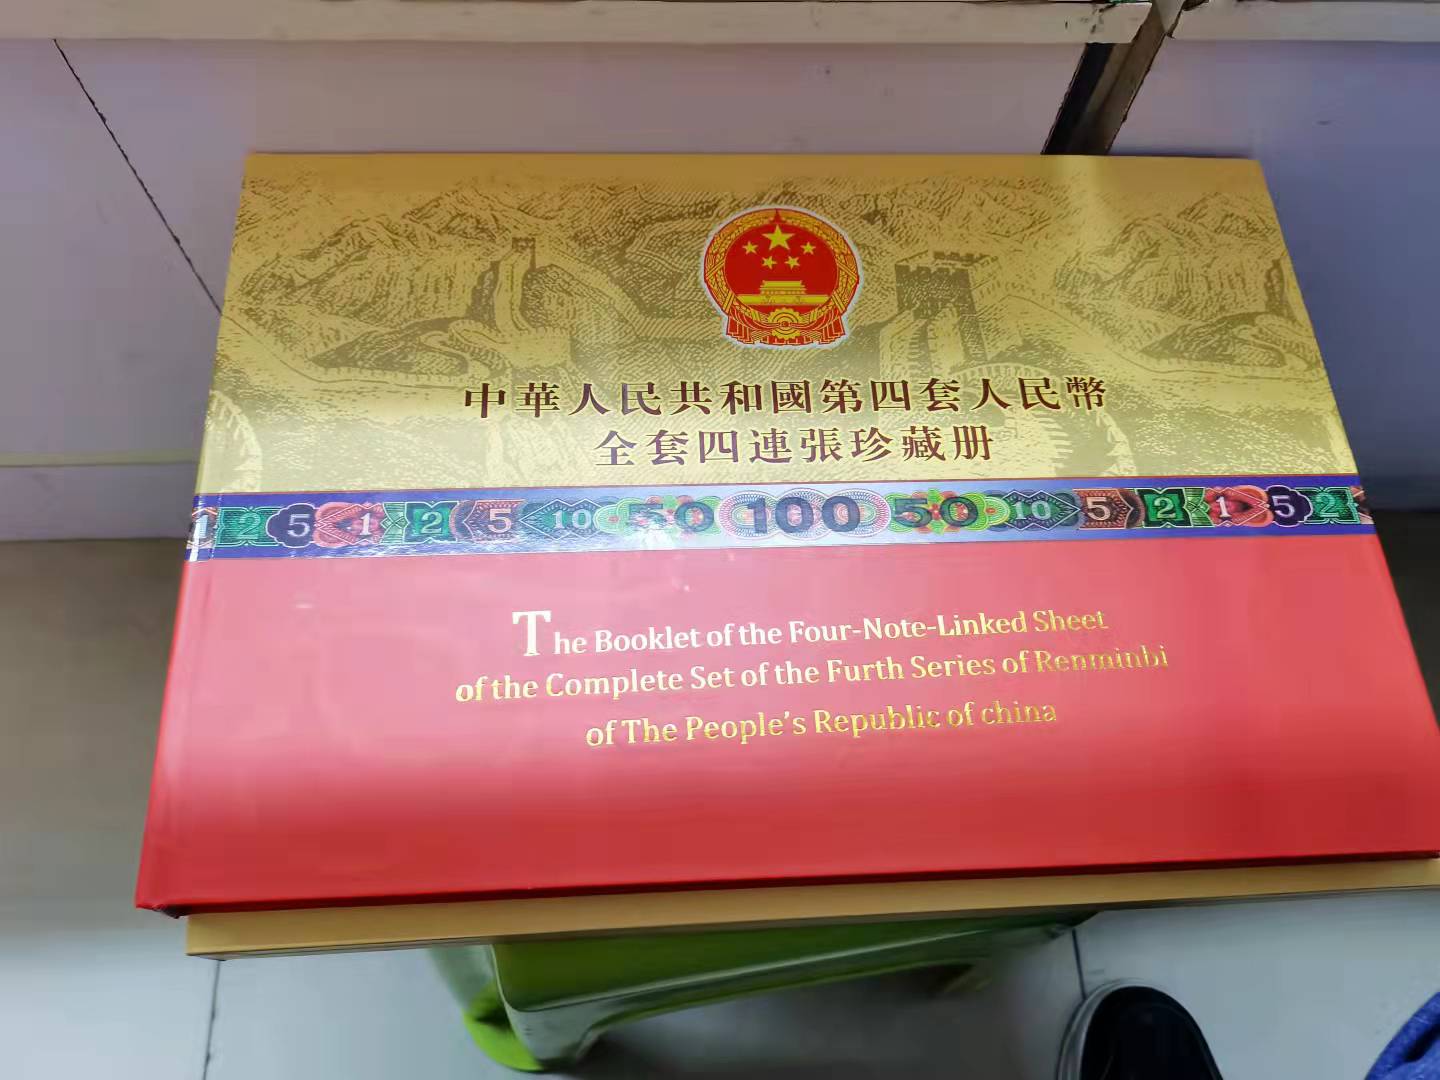 中華人民共和國第四套人民幣
全套四連張珍藏册
1 2 5 1 2 5 10 50 100 50 10 5 2 1 5 2 1
The Booklet of the Four-Note-Linked Sheet
of the Complete Set of the Furth Series of Renminbi
of The People's Republic of china